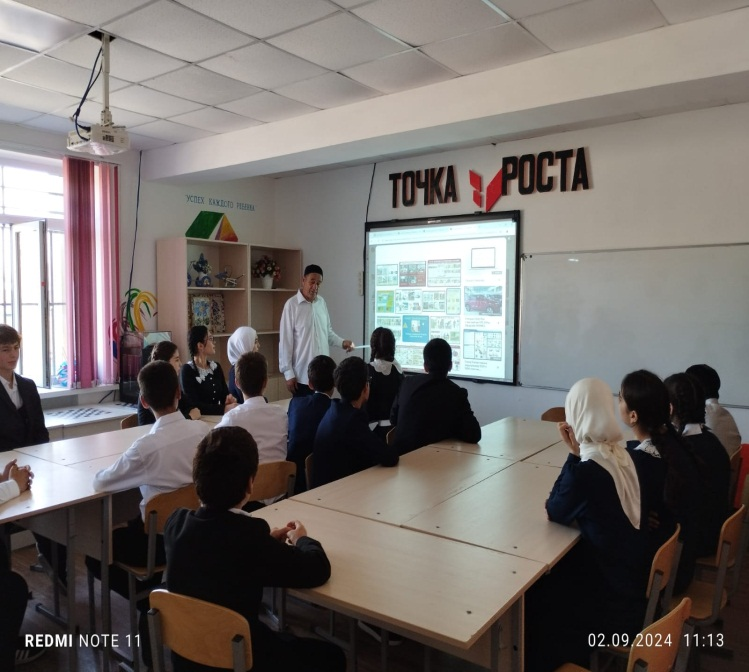 ТОЧКА РОСТА
УСПЕХ КАЖДОГО РЕБЕНКА
REDMI NOTE 11
02.09.2024 11:13